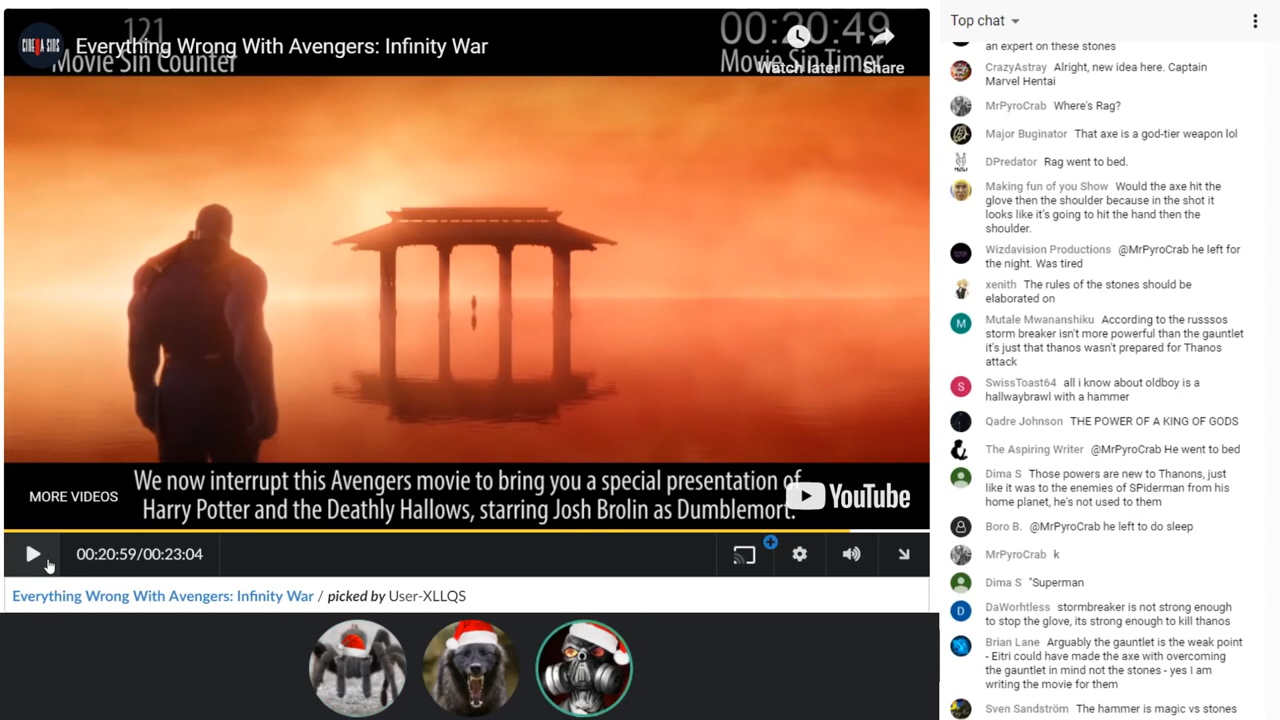 121
Movie Sin Counter
CINEMA SINS
Everything Wrong With Avengers: Infinity War
00:20:49
Movie Sin Timer
Watch later
Share
We now interrupt this Avengers movie to bring you a special presentation of
Harry Potter and the Deathly Hallows, starring Josh Brolin as Dumblemort.
MORE VIDEOS
YouTube
00:20:59/00:23:04
Everything Wrong With Avengers: Infinity War / picked by User-XLLQS
Top chat
an expert on these stones
CrazyAstray Alright, new idea here. Captain
Marvel Hentai
MrPyroCrab Where's Rag?
Major Buginator That axe is a god-tier weapon lol
DPredator Rag went to bed.
Making fun of you Show Would the axe hit the
glove then the shoulder because in the shot it
looks like it's going to hit the hand then the
shoulder.
Wizdavision Productions @MrPyroCrab he left for
the night. Was tired
xenith The rules of the stones should be
elaborated on
M
Mutale Mwananshiku According to the russsos
storm breaker isn't more powerful than the gauntlet
it's just that thanos wasn't prepared for Thanos
attack
S
SwissToast64 all i know about oldboy is a
hallwaybrawl with a hammer
Qadre Johnson THE POWER OF A KING OF GODS
The Aspiring Writer @MrPyroCrab He went to bed
Dima S Those powers are new to Thanons, just
like it was to the enemies of SPiderman from his
home planet, he's not used to them
Boro B. @MrPyroCrab he left to do sleep
MrPyroCrab k
Dima S "Superman
D
DaWorhtless stormbreaker is not strong enough
to stop the glove, its strong enough to kill thanos
Brian Lane Arguably the gauntlet is the weak point
- Eitri could have made the axe with overcoming
the gauntlet in mind not the stones - yes I am
writing the movie for them
Sven Sandström The hammer is magic vs stones